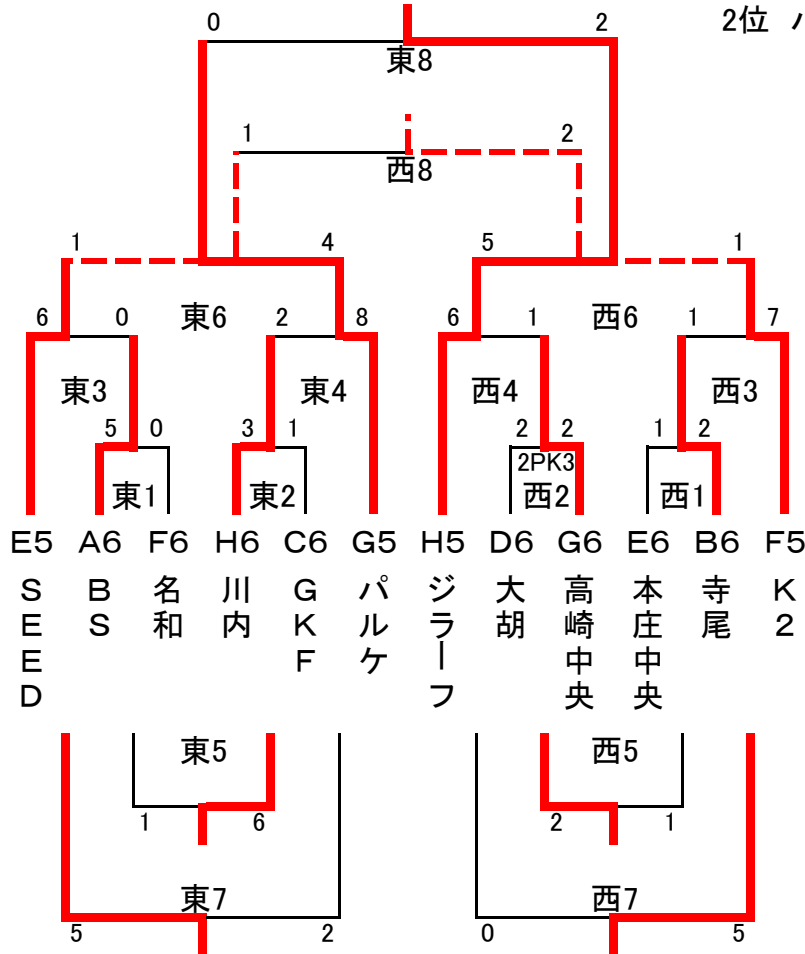 0 2 2位
東8
1 2
西8
1 4 5 1
6 0 東6 2 8 6 1 西6 1 7
東3 東4 西4 西3
5 0 3 1 2 2 1 2
2PK3
東1 東2 西2 西1
E5 A6 F6 H6 C6 G5 H5 D6 G6 E6 B6 F5
SEED
BS
名和
川内
GKF
パルケ
ジラーフ
大胡
高崎中央
本庄中央
寺尾
K2
東5 西5
1 6 2 1
東7 西7
5 2 0 5